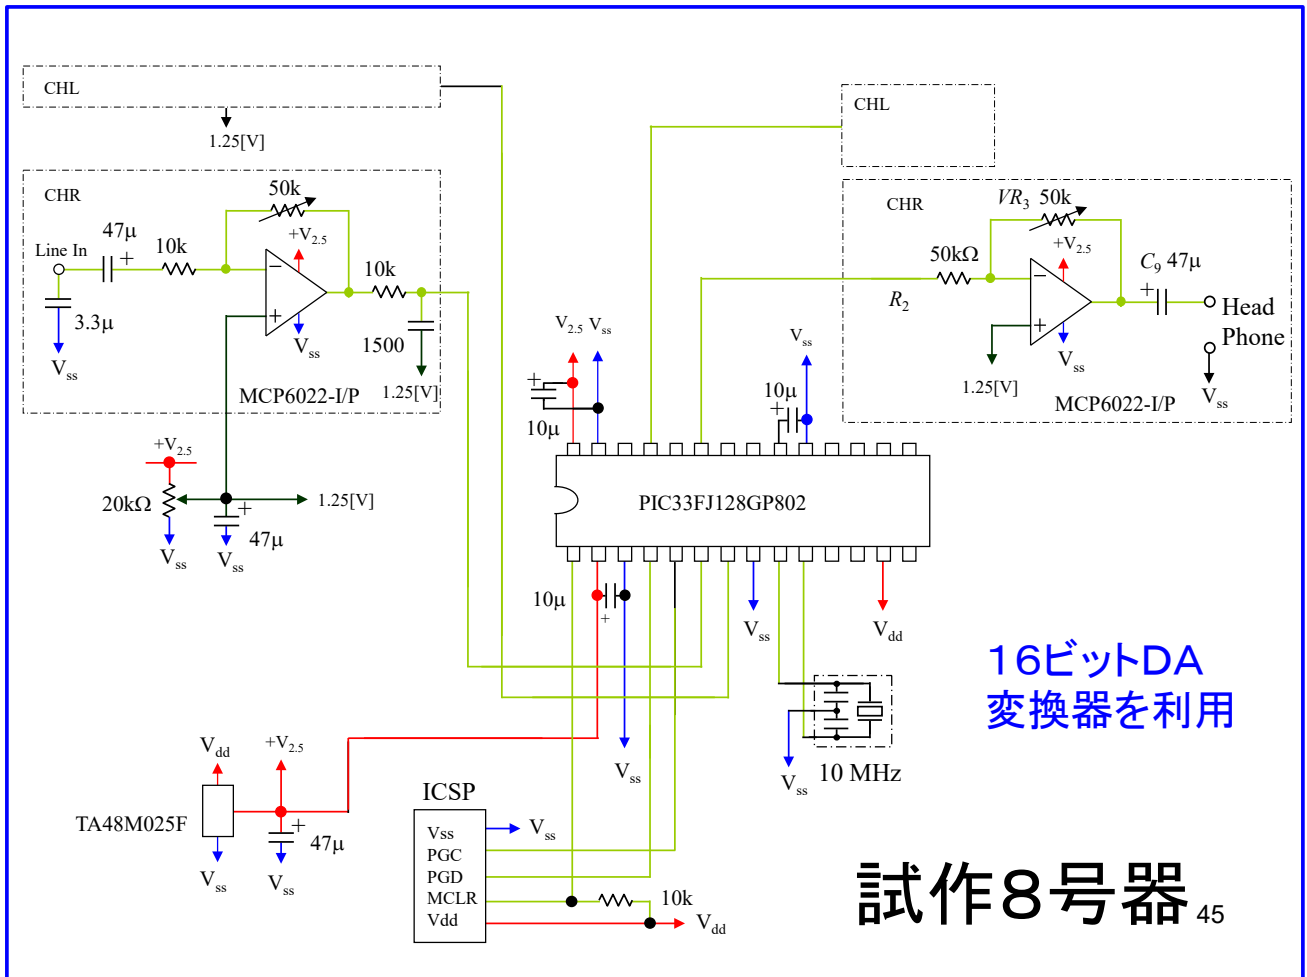 CHL
1.25[V]
CHR
50k
47μ
+V2.5
Line In
10k
10k
3.3μ
Vss
Vss
1500
1.25[V]
MCP6022-I/P
+V2.5
20kΩ
1.25[V]
47μ
Vss
Vss
CHL
CHR
VR3 50k
+V2.5
50kΩ
C9 47μ
R2
Head
Phone
Vss
1.25[V]
Vss
MCP6022-I/P
V2.5
Vss
10μ
Vss
10μ
PIC33FJ128GP802
10μ
Vss
Vdd
Vss
Vss
10 MHz
16ビットDA
変換器を利用
Vdd
+V2.5
TA48M025F
47μ
Vss
Vss
ICSP
Vss
PGC
PGD
MCLR
Vdd
Vss
10k
Vdd
試作8号器
45